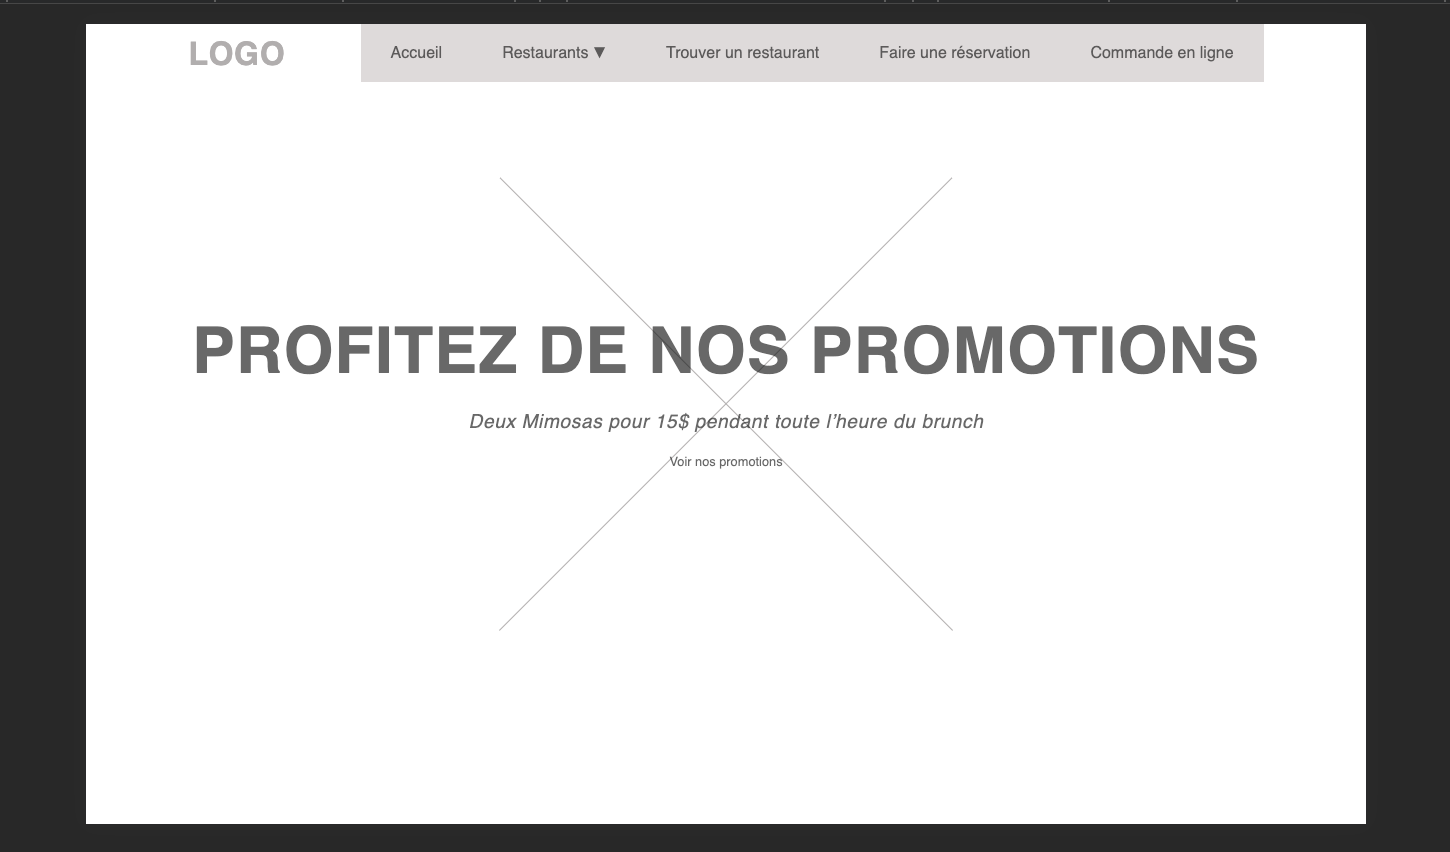 LOGO
Accueil
Restaurants ▼
Trouver un restaurant
Faire une réservation
Commande en ligne
PROFITEZ DE NOS PROMOTIONS
Deux Mimosas pour 15$ pendant toute l’heure du brunch
Voir nos promotions